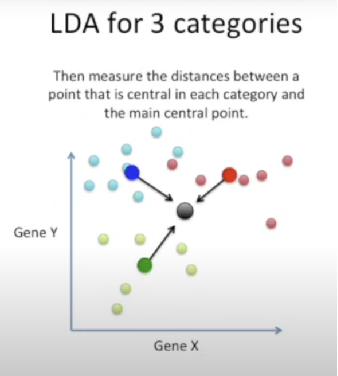 LDA for 3 categories
Then measure the distances between a
point that is central in each category and
the main central point.
Gene Y
Gene X